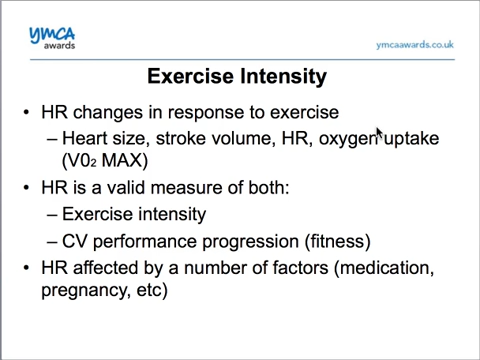 YMCA
awards
ymcaawards.co.uk
Exercise Intensity
• HR changes in response to exercise
– Heart size, stroke volume, HR, oxygen uptake
(V0₂ MAX)
• HR is a valid measure of both:
– Exercise intensity
– CV performance progression (fitness)
• HR affected by a number of factors (medication,
pregnancy, etc)